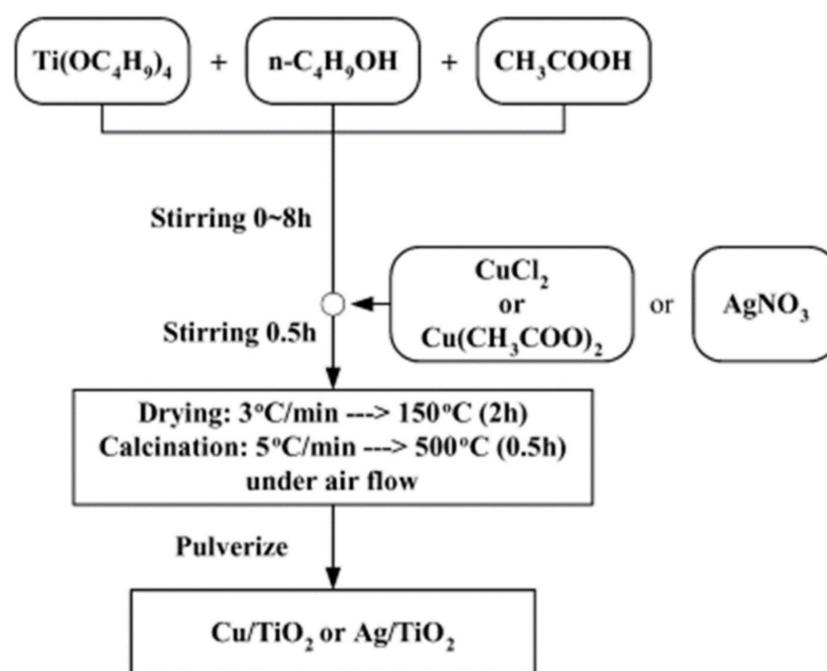 Ti(OC₄H₉)₄ + n-C₄H₉OH + CH₃COOH
Stirring 0~8h
CuCl₂
or
Cu(CH₃COO)₂
or
AgNO₃
Stirring 0.5h
Drying: 3°C/min ---> 150°C (2h)
Calcination: 5°C/min ---> 500°C (0.5h)
under air flow
Pulverize
Cu/TiO₂ or Ag/TiO₂